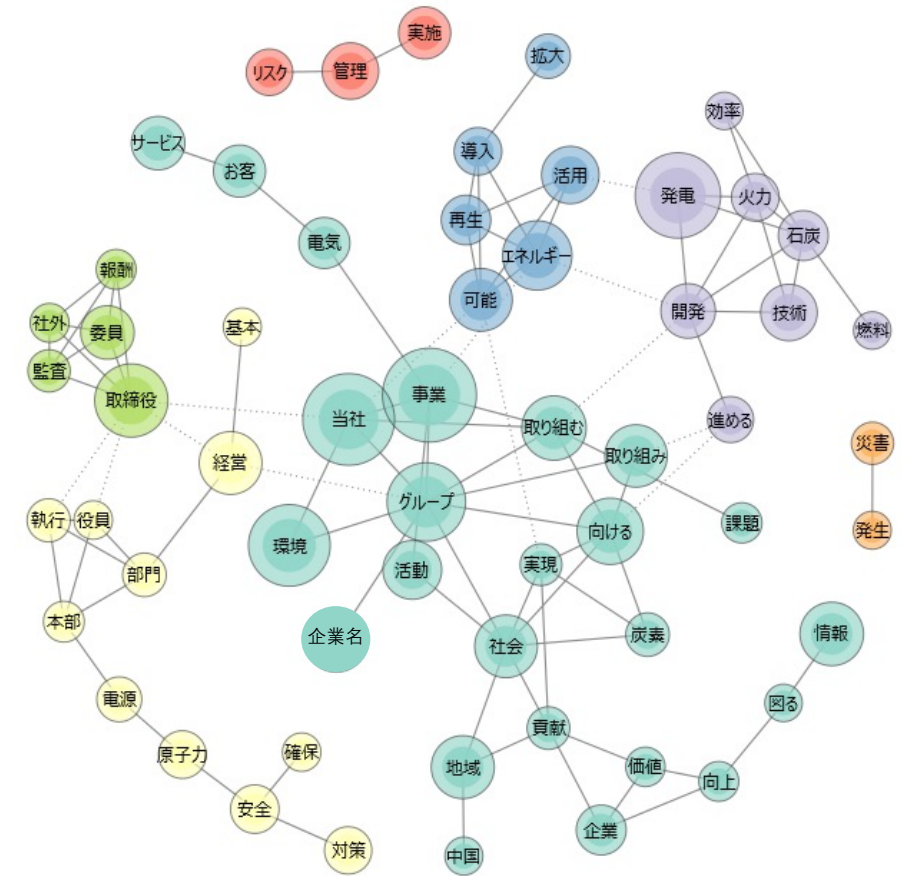 実施
リスク
管理
拡大
効率
サービス
お客
導入
活用
発電
火力
再生
石炭
電気
エネルギー
報酬
可能
開発
技術
社外
委員
基本
燃料
監査
取締役
事業
当社
取り組む
進める
災害
取り組み
経営
グループ
執行
役員
課題
発生
環境
向ける
活動
実現
部門
本部
企業名
社会
炭素
情報
電源
図る
貢献
原子力
確保
地域
価値
向上
安全
企業
対策
中国